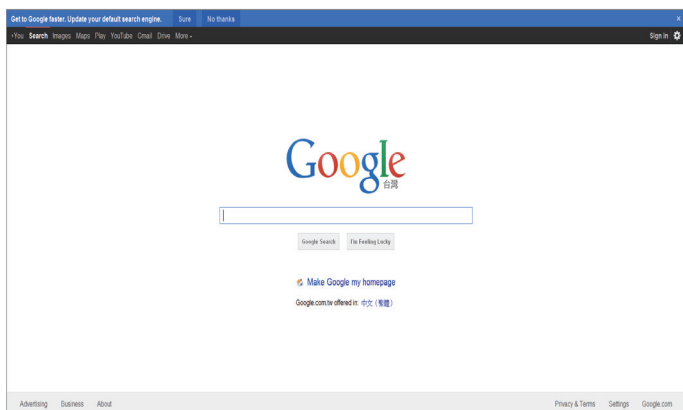 Get to Google faster. Update your default search engine. Sure No thanks ×
+You Search Images Maps Play YouTube Gmail Drive More Sign in
Google
台灣
Google Search I'm Feeling Lucky
Make Google my homepage
Google.com.tw offered in: 中文（繁體）
Advertising Business About Privacy & Terms Settings Google.com